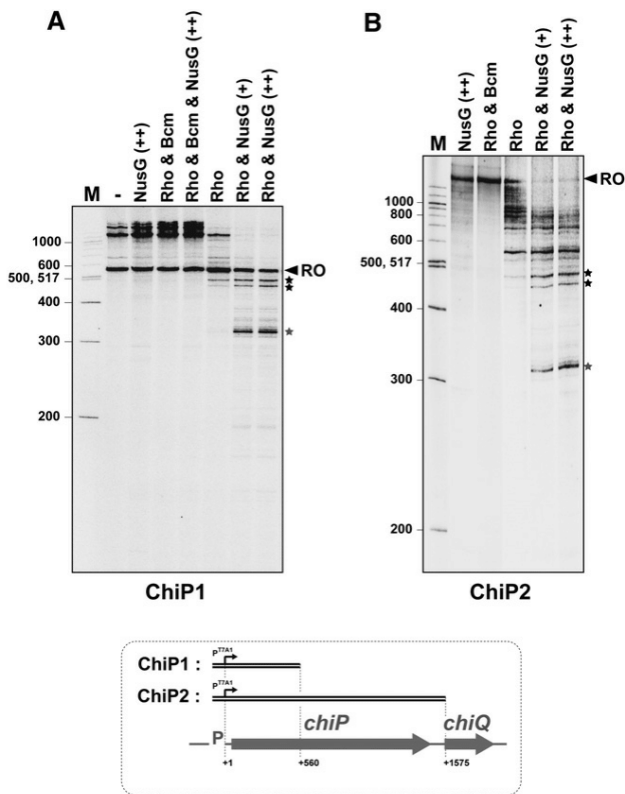 A
M
-
NusG (++)
Rho & Bcm
Rho & Bcm & NusG (++)
Rho
Rho & NusG (+)
Rho & NusG (++)
1000
600
500, 517
400
300
200
RO
ChiP1
B
M
NusG (++)
Rho & Bcm
Rho
Rho & NusG (+)
Rho & NusG (++)
1000
800
600
500, 517
400
300
200
RO
ChiP2
ChiP1 : P T7A1
ChiP2 : P T7A1
chiP chiQ
P
+1 +560 +1575